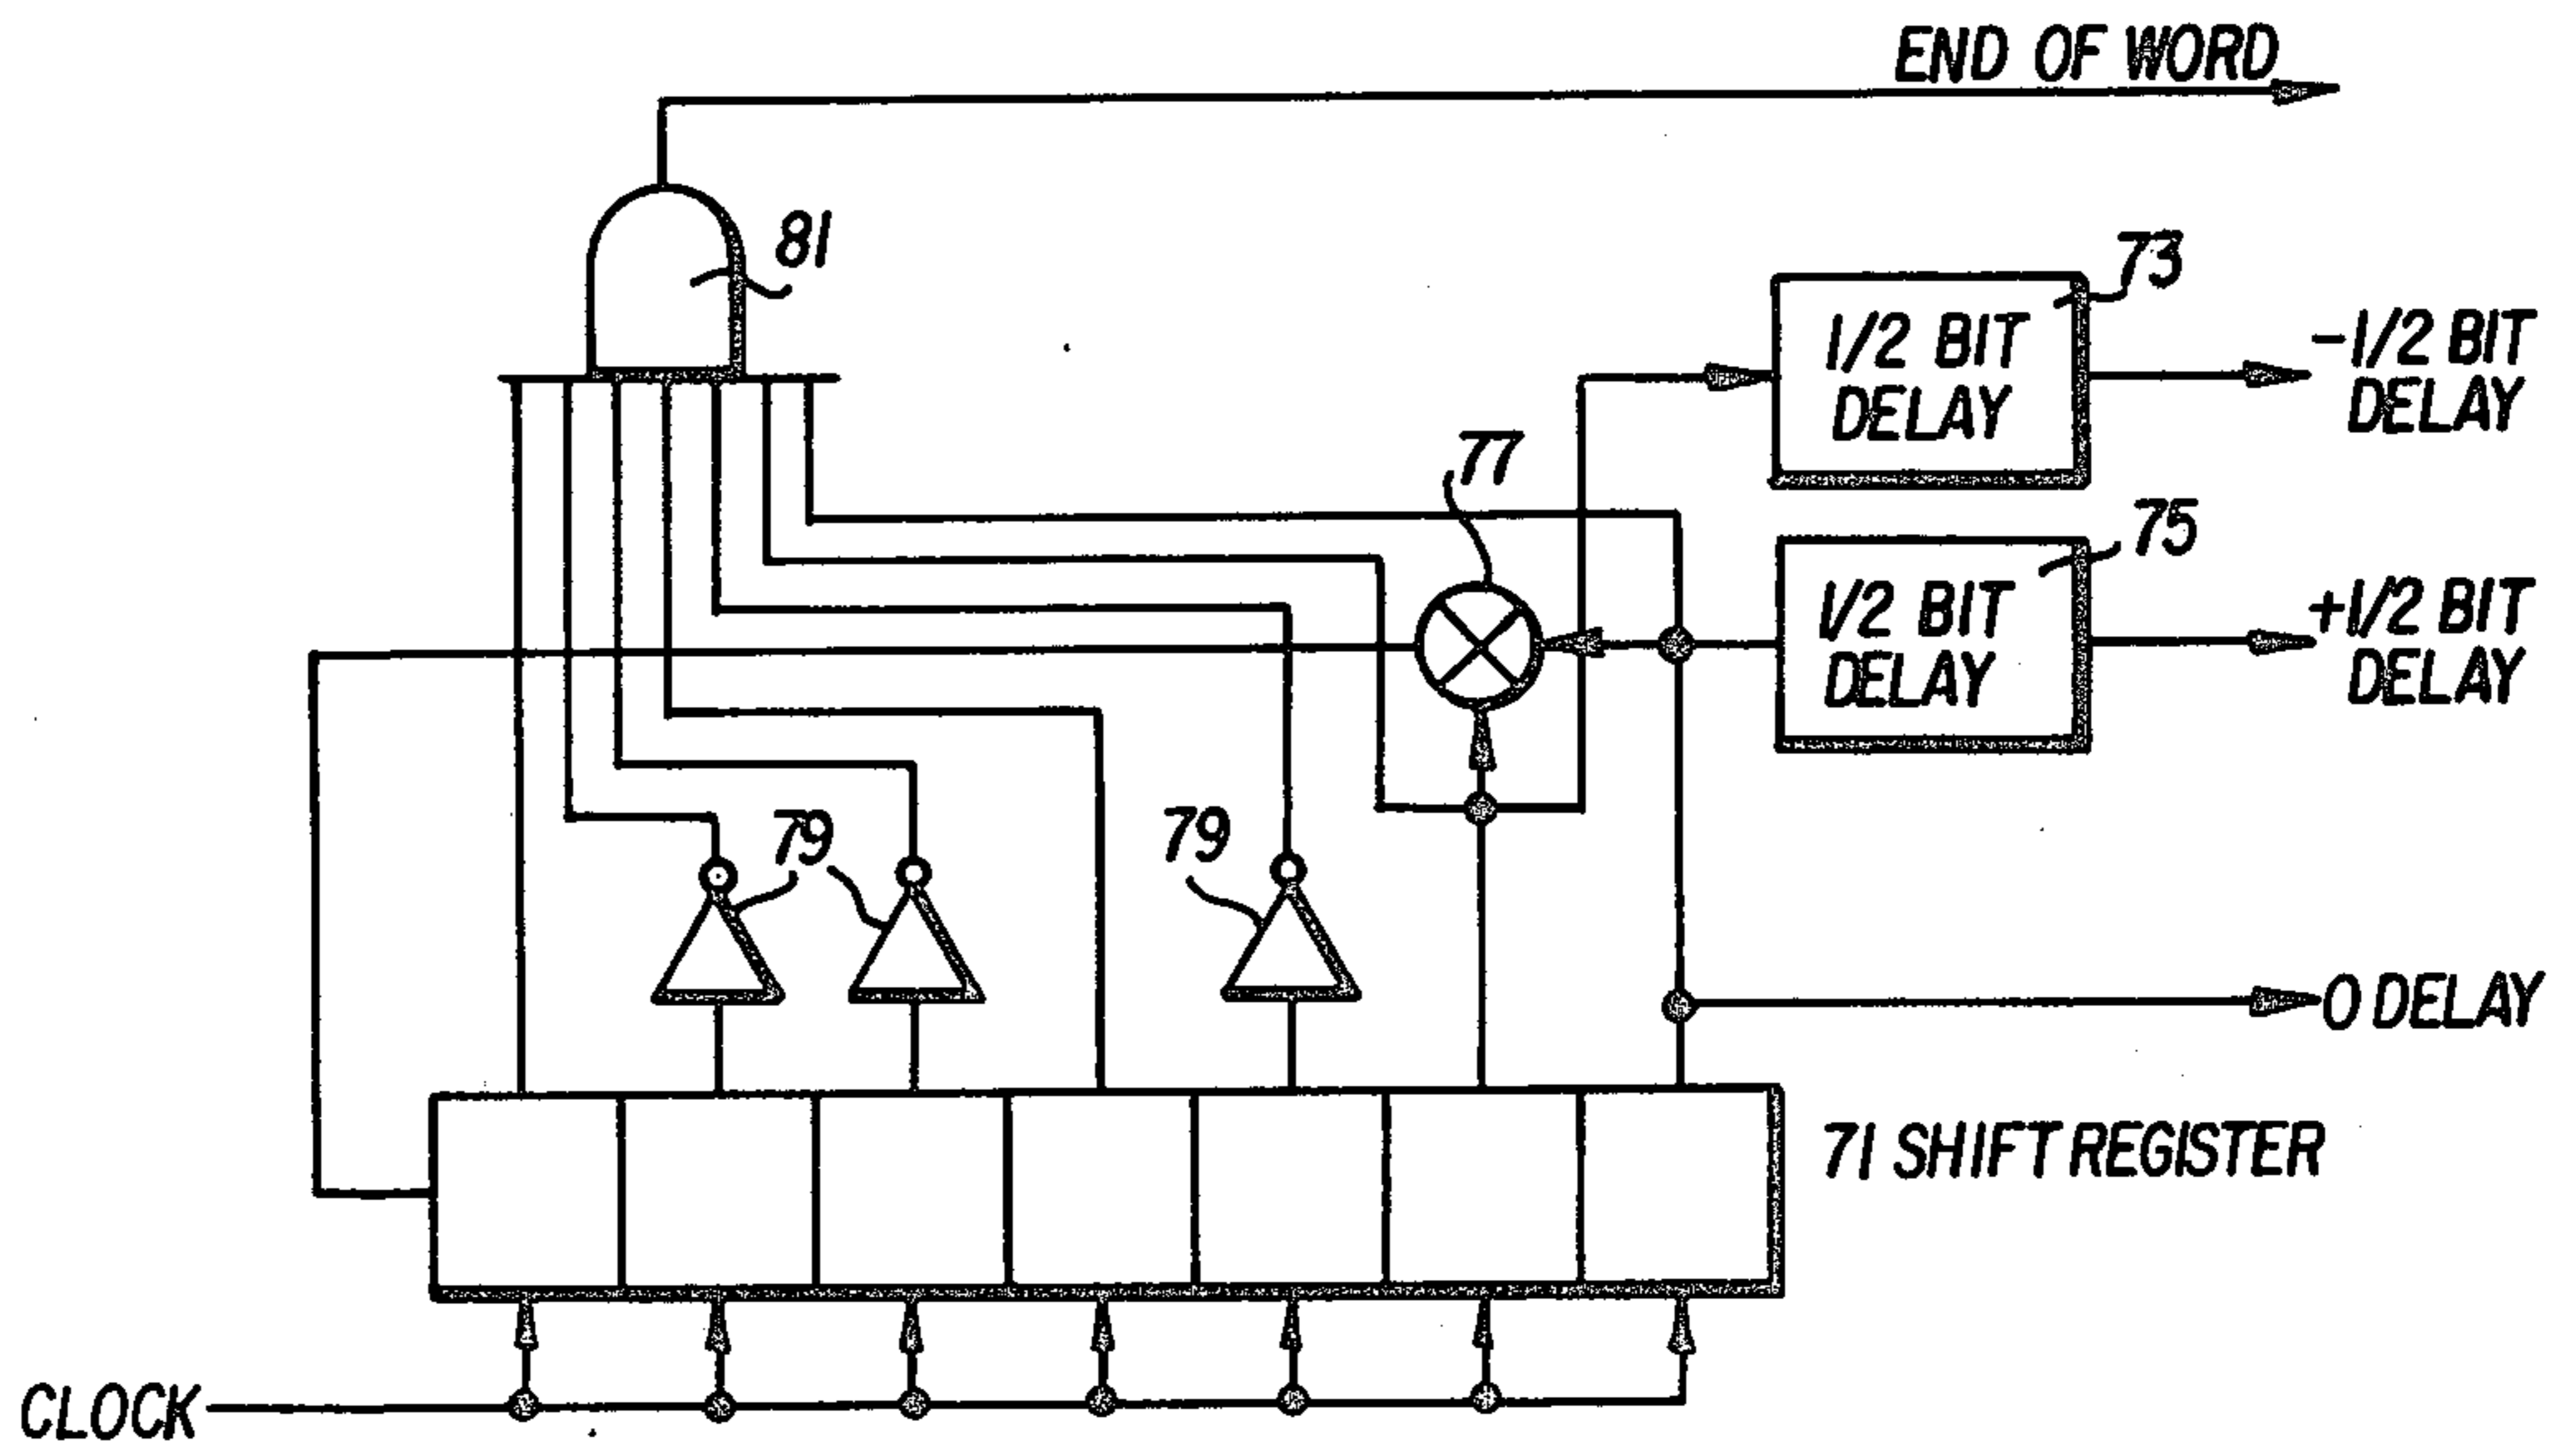 END OF WORD
81
73
1/2 BIT
DELAY
-1/2 BIT
DELAY
77
75
1/2 BIT
DELAY
+1/2 BIT
DELAY
79
79
0 DELAY
71 SHIFT REGISTER
CLOCK